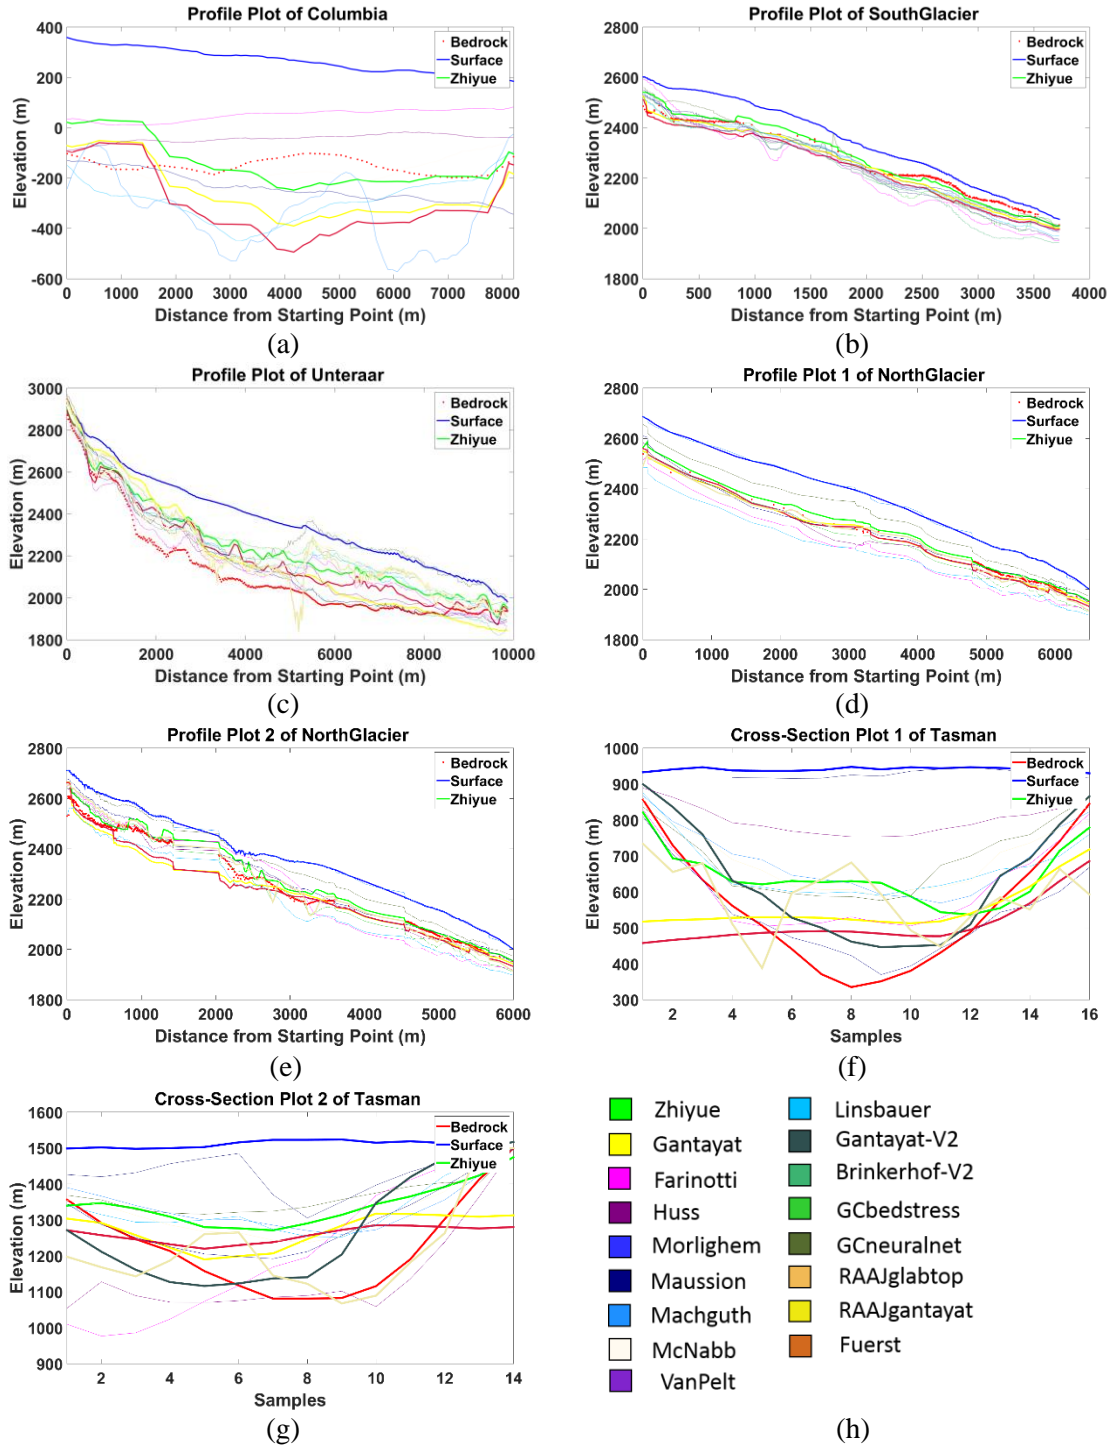 Profile Plot of Columbia
Elevation (m)
400
200
0
-200
-400
-600
0 1000 2000 3000 4000 5000 6000 7000 8000
Distance from Starting Point (m)
Bedrock
Surface
Zhiyue
(a)
Profile Plot of SouthGlacier
Elevation (m)
2800
2600
2400
2200
2000
1800
0 500 1000 1500 2000 2500 3000 3500 4000
Distance from Starting Point (m)
Bedrock
Surface
Zhiyue
(b)
Profile Plot of Unteraar
Elevation (m)
3000
2800
2600
2400
2200
2000
1800
0 2000 4000 6000 8000 10000
Distance from Starting Point (m)
Bedrock
Surface
Zhiyue
(c)
Profile Plot 1 of NorthGlacier
Elevation (m)
2800
2600
2400
2200
2000
1800
0 1000 2000 3000 4000 5000 6000
Distance from Starting Point (m)
Bedrock
Surface
Zhiyue
(d)
Profile Plot 2 of NorthGlacier
Elevation (m)
2800
2600
2400
2200
2000
1800
0 1000 2000 3000 4000 5000 6000
Distance from Starting Point (m)
Bedrock
Surface
Zhiyue
(e)
Cross-Section Plot 1 of Tasman
Elevation (m)
1000
900
800
700
600
500
400
300
2 4 6 8 10 12 14 16
Samples
Bedrock
Surface
Zhiyue
(f)
Cross-Section Plot 2 of Tasman
Elevation (m)
1600
1500
1400
1300
1200
1100
1000
900
2 4 6 8 10 12 14
Samples
Bedrock
Surface
Zhiyue
(g)
Zhiyue
Gantayat
Farinotti
Huss
Morlighem
Maussion
Machguth
McNabb
VanPelt
Linsbauer
Gantayat-V2
Brinkerhof-V2
GCbedstress
GCneuralnet
RAAJglabtop
RAAJgantayat
Fuerst
(h)